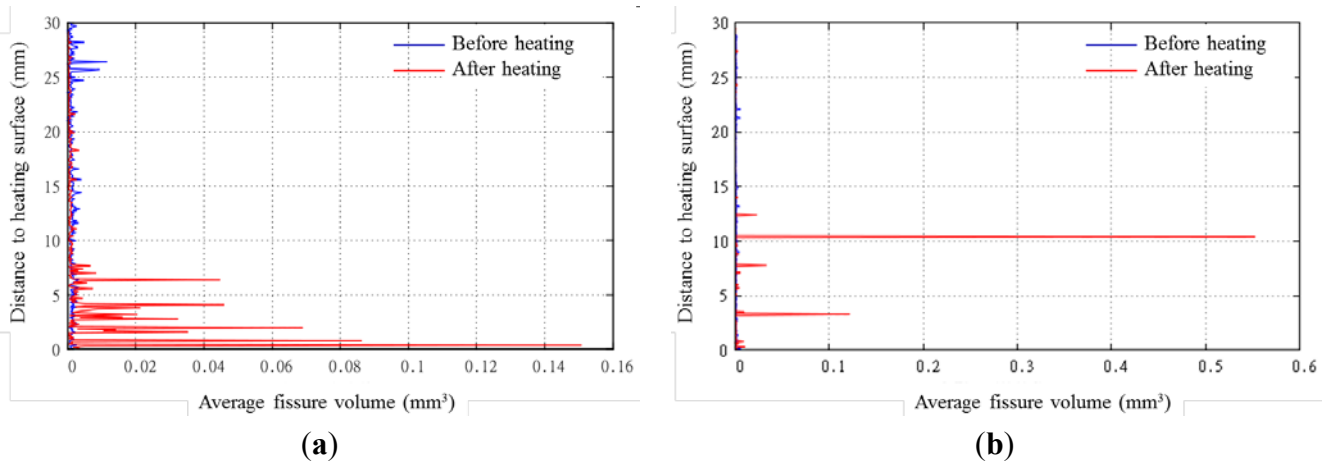 Distance to heating surface (mm)
30
25
20
15
10
5
0
Before heating
After heating
0 0.02 0.04 0.06 0.08 0.10 0.12 0.14 0.16
Average fissure volume (mm³)
(a)
Distance to heating surface (mm)
30
25
20
15
10
5
0
Before heating
After heating
0 0.1 0.2 0.3 0.4 0.5 0.6
Average fissure volume (mm³)
(b)